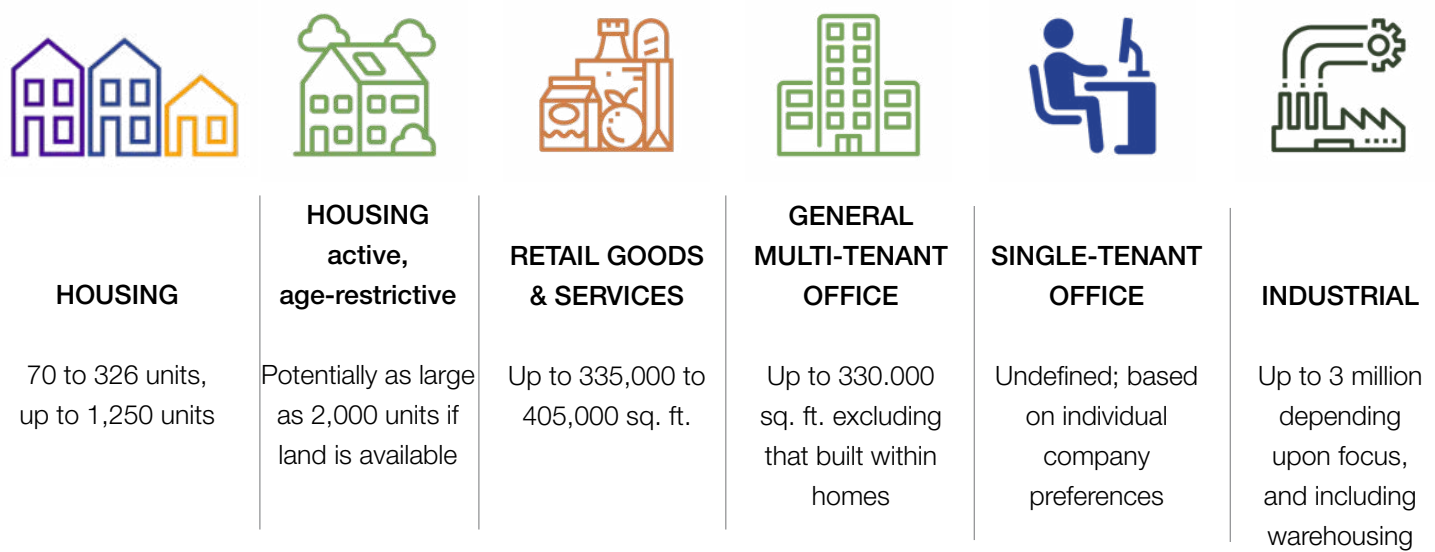 HOUSING
70 to 326 units,
up to 1,250 units
HOUSING
active,
age-restrictive
Potentially as large
as 2,000 units if
land is available
RETAIL GOODS
& SERVICES
Up to 335,000 to
405,000 sq. ft.
GENERAL
MULTI-TENANT
OFFICE
Up to 330.000
sq. ft. excluding
that built within
homes
SINGLE-TENANT
OFFICE
Undefined; based
on individual
company
preferences
INDUSTRIAL
Up to 3 million
depending
upon focus,
and including
warehousing